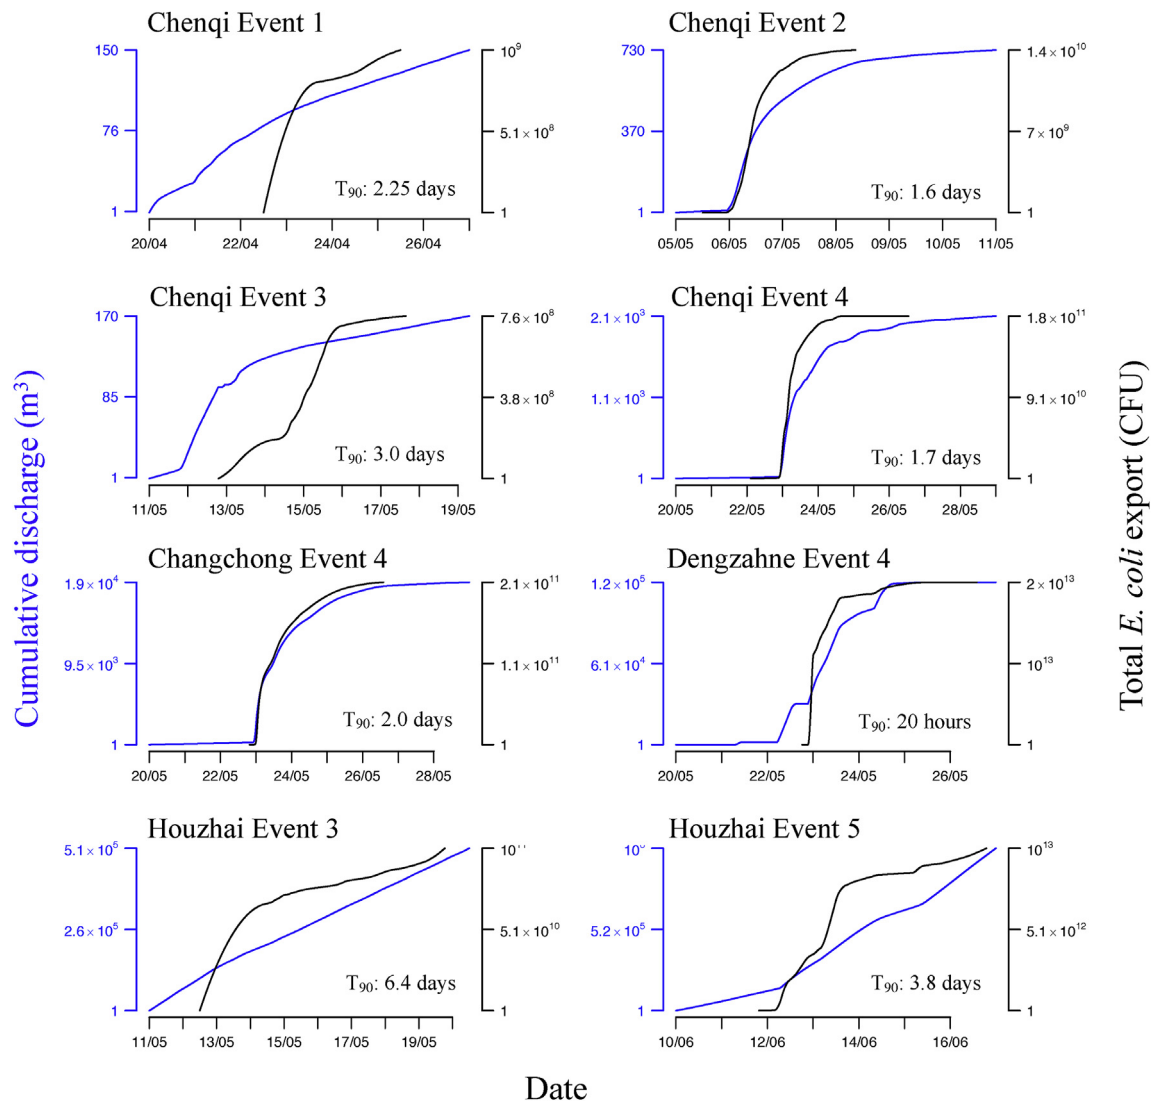 Chenqi Event 1
Chenqi Event 2
150
76
1
10⁹
5.1 × 10⁸
1
T₉₀: 2.25 days
20/04 22/04 24/04 26/04
730
370
1
1.4 × 10¹⁰
7 × 10⁹
1
T₉₀: 1.6 days
05/05 06/05 07/05 08/05 09/05 10/05 11/05
Chenqi Event 3
Chenqi Event 4
170
85
1
7.6 × 10⁸
3.8 × 10⁸
1
T₉₀: 3.0 days
11/05 13/05 15/05 17/05 19/05
2.1 × 10³
1.1 × 10³
1
1.8 × 10¹¹
9.1 × 10¹⁰
1
T₉₀: 1.7 days
20/05 22/05 24/05 26/05 28/05
Changchong Event 4
Dengzahne Event 4
1.9 × 10⁴
9.5 × 10³
1
2.1 × 10¹¹
1.1 × 10¹¹
1
T₉₀: 2.0 days
20/05 22/05 24/05 26/05 28/05
1.2 × 10⁵
6.1 × 10⁴
1
2 × 10¹³
10¹³
1
T₉₀: 20 hours
20/05 22/05 24/05 26/05
Houzhai Event 3
Houzhai Event 5
5.1 × 10⁵
2.6 × 10⁵
1
5.1 × 10¹⁰
1
T₉₀: 6.4 days
11/05 13/05 15/05 17/05 19/05
5.2 × 10⁵
1
10¹³
5.1 × 10¹²
1
T₉₀: 3.8 days
10/06 12/06 14/06 16/06
Cumulative discharge (m³)
Total E. coli export (CFU)
Date